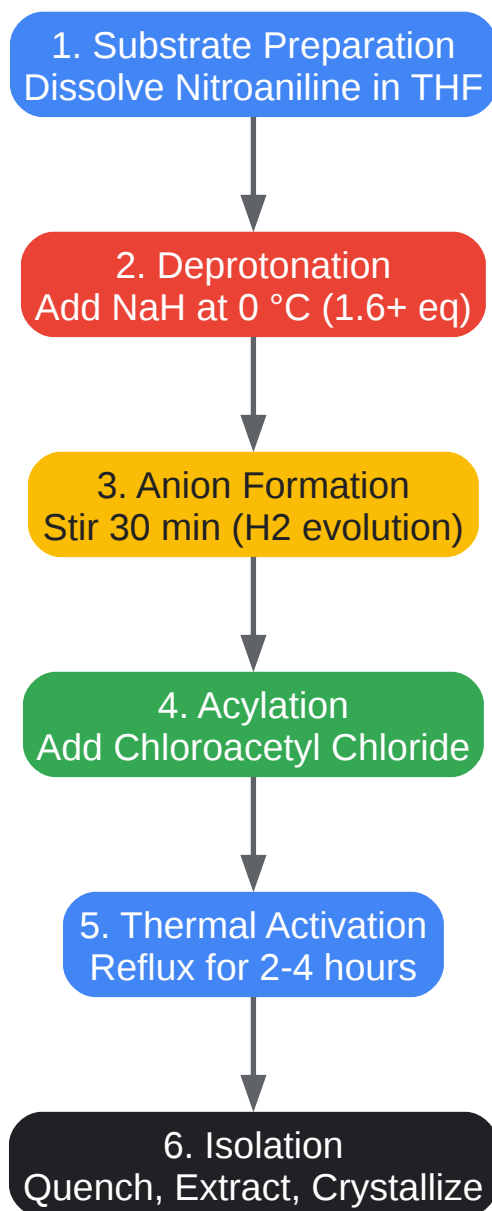 1. Substrate Preparation
Dissolve Nitroaniline in THF
2. Deprotonation
Add NaH at 0 °C (1.6+ eq)
3. Anion Formation
Stir 30 min (H2 evolution)
4. Acylation
Add Chloroacetyl Chloride
5. Thermal Activation
Reflux for 2-4 hours
6. Isolation
Quench, Extract, Crystallize